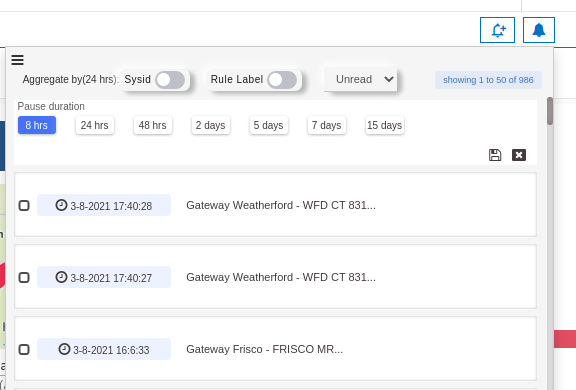 Aggregate by(24 hrs): Sysid Rule Label Unread showing 1 to 50 of 986
Pause duration
8 hrs 24 hrs 48 hrs 2 days 5 days 7 days 15 days
3-8-2021 17:40:28 Gateway Weatherford - WFD CT 831...
3-8-2021 17:40:27 Gateway Weatherford - WFD CT 831...
3-8-2021 16:6:33 Gateway Frisco - FRISCO MR...